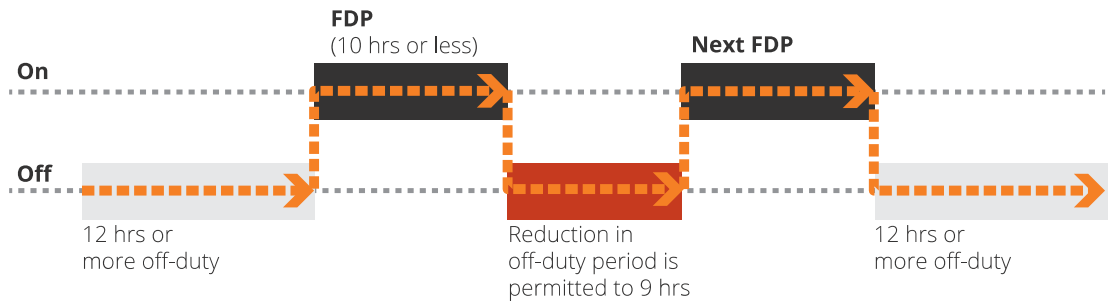 FDP
(10 hrs or less)
Next FDP
On
Off
12 hrs or
more off-duty
Reduction in
off-duty period is
permitted to 9 hrs
12 hrs or
more off-duty